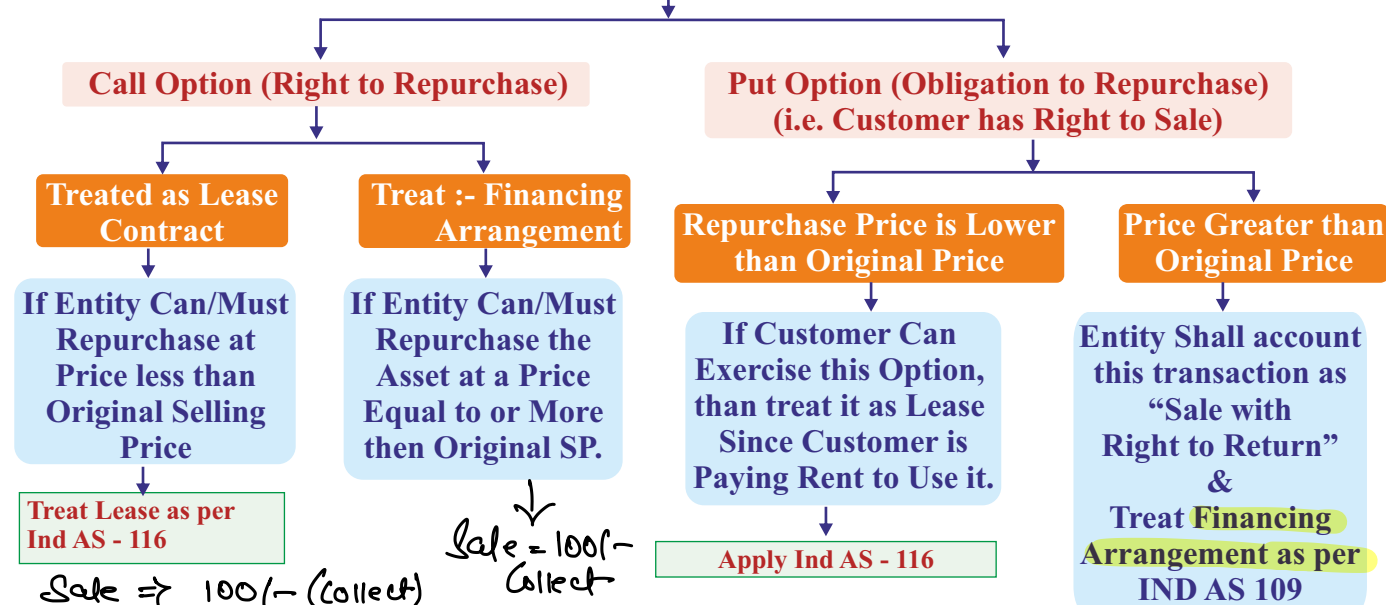 Call Option (Right to Repurchase)
Put Option (Obligation to Repurchase)
(i.e. Customer has Right to Sale)
Treated as Lease
Contract
Treat :- Financing
Arrangement
Repurchase Price is Lower
than Original Price
Price Greater than
Original Price
If Entity Can/Must
Repurchase at
Price less than
Original Selling
Price
If Entity Can/Must
Repurchase the
Asset at a Price
Equal to or More
then Original SP.
If Customer Can
Exercise this Option,
than treat it as Lease
Since Customer is
Paying Rent to Use it.
Entity Shall account
this transaction as
“Sale with
Right to Return”
&
Treat Financing
Arrangement as per
IND AS 109
Treat Lease as per
Ind AS - 116
Sale = 100/-
Collect
Apply Ind AS - 116
Sale ⇒ 100/- (Collect)